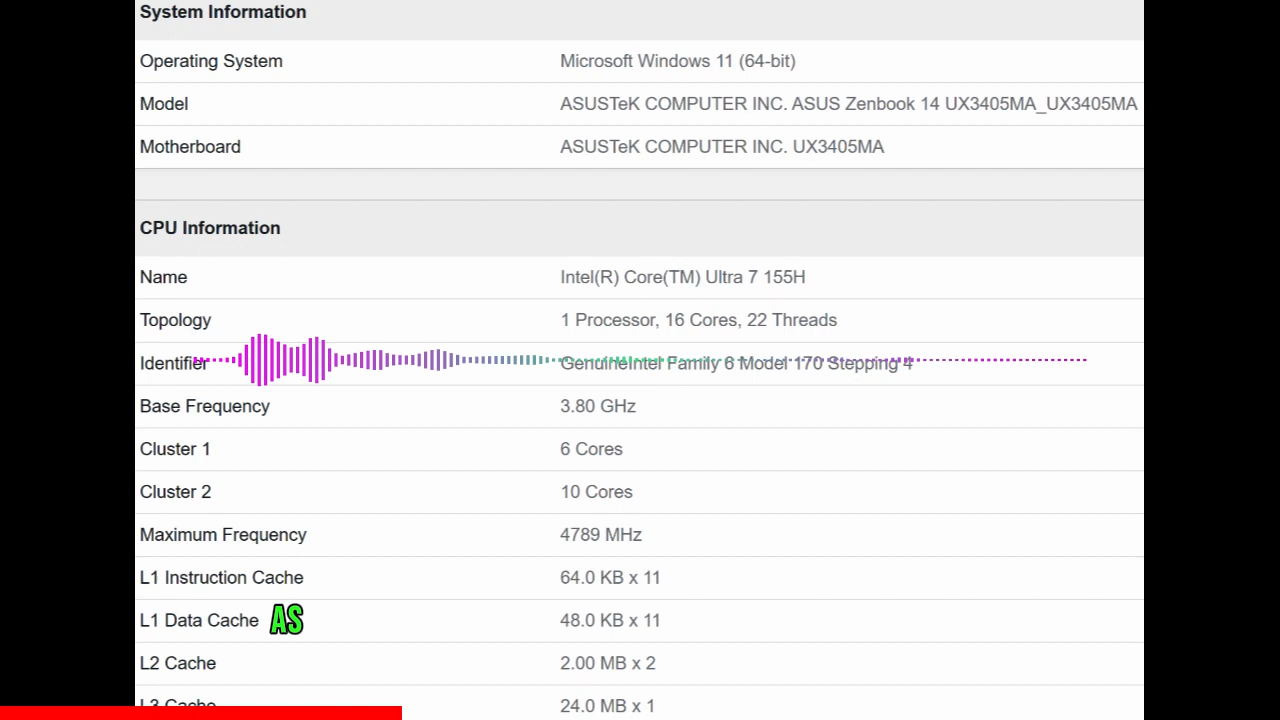 System Information
Operating System Microsoft Windows 11 (64-bit)
Model ASUSTeK COMPUTER INC. ASUS Zenbook 14 UX3405MA_UX3405MA
Motherboard ASUSTeK COMPUTER INC. UX3405MA
CPU Information
Name Intel(R) Core(TM) Ultra 7 155H
Topology 1 Processor, 16 Cores, 22 Threads
Identifier GenuineIntel Family 6 Model 170 Stepping 4
Base Frequency 3.80 GHz
Cluster 1 6 Cores
Cluster 2 10 Cores
Maximum Frequency 4789 MHz
L1 Instruction Cache 64.0 KB x 11
L1 Data Cache AS 48.0 KB x 11
L2 Cache 2.00 MB x 2
L3 Cache 24.0 MB x 1